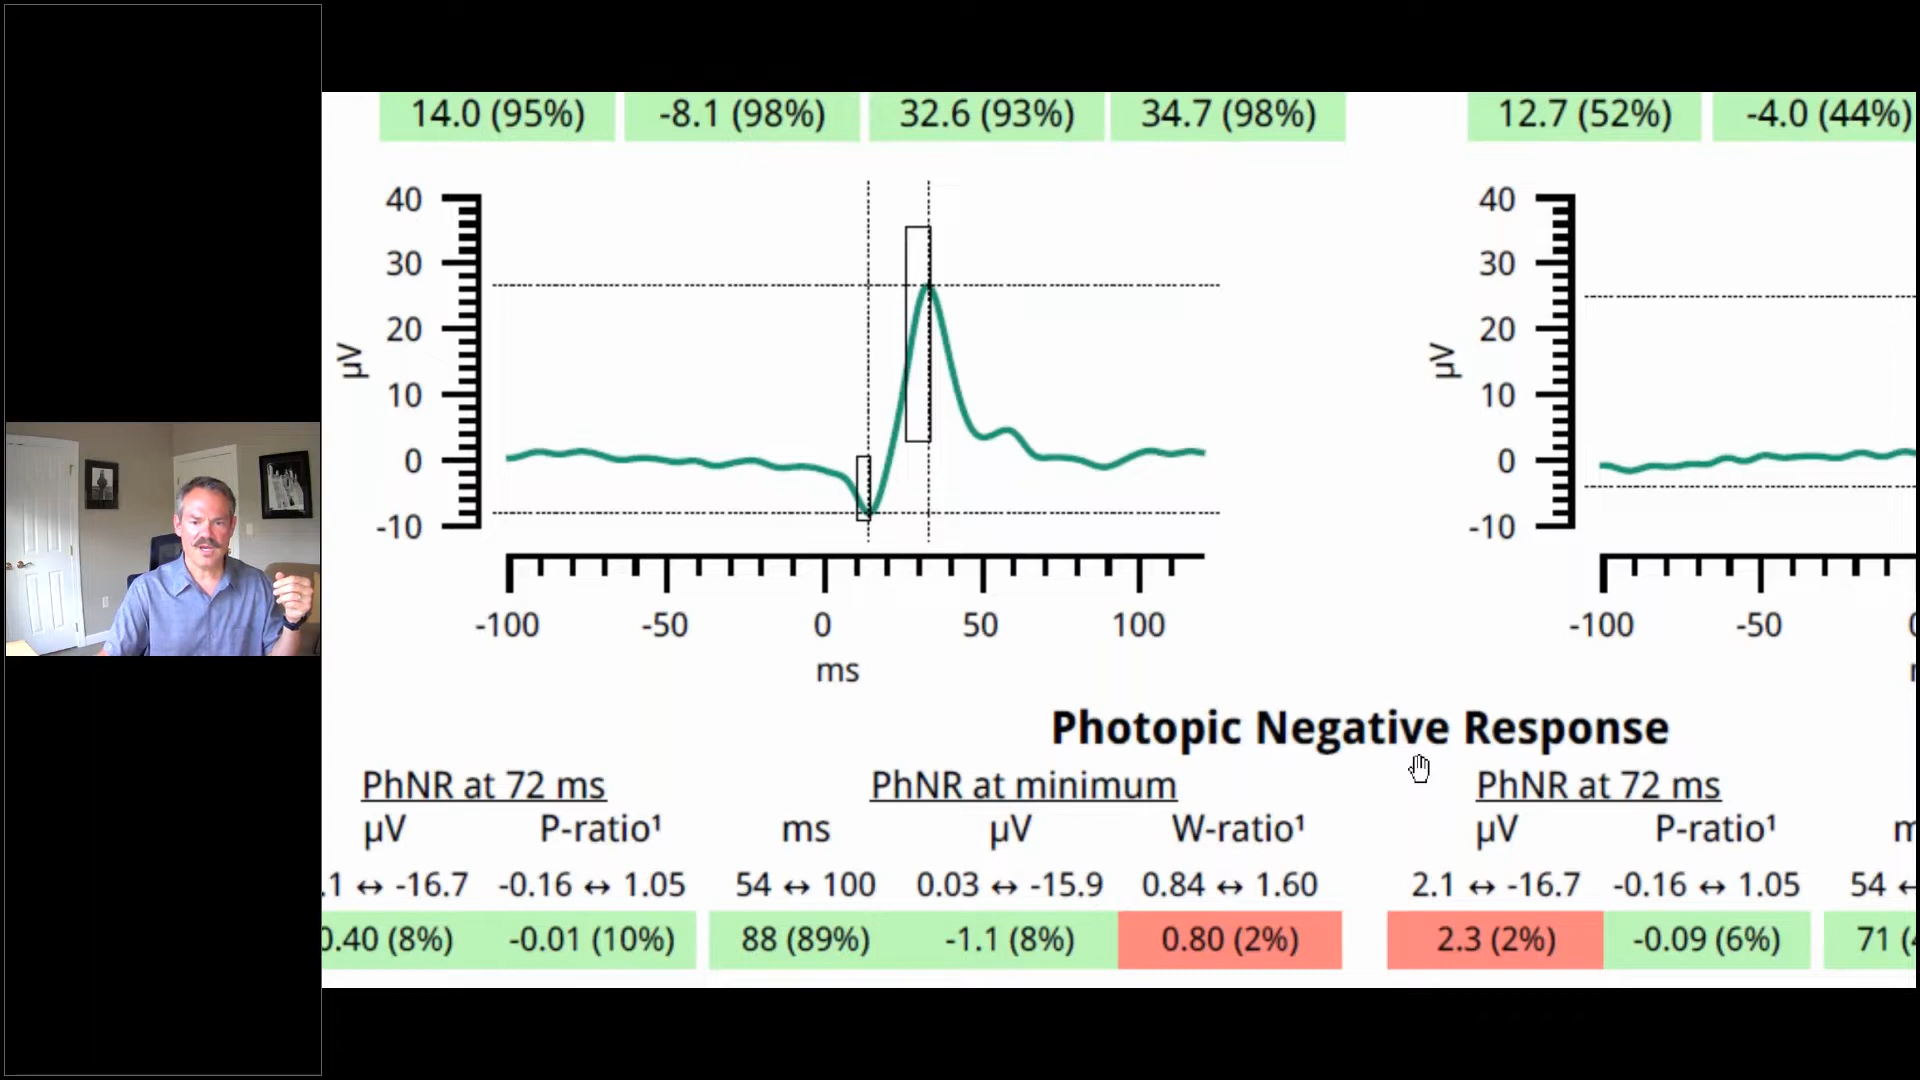 14.0 (95%) -8.1 (98%) 32.6 (93%) 34.7 (98%) 12.7 (52%) -4.0 (44%)
40 40
30 30
20 20
µV µV
10 10
0 0
-10 -10
-100 -50 0 50 100 -100 -50
ms
Photopic Negative Response
PhNR at 72 ms PhNR at minimum PhNR at 72 ms
µV P-ratio¹ ms µV W-ratio¹ µV P-ratio¹
.1 ↔ -16.7 -0.16 ↔ 1.05 54 ↔ 100 0.03 ↔ -15.9 0.84 ↔ 1.60 2.1 ↔ -16.7 -0.16 ↔ 1.05 54 ↔
0.40 (8%) -0.01 (10%) 88 (89%) -1.1 (8%) 0.80 (2%) 2.3 (2%) -0.09 (6%) 71